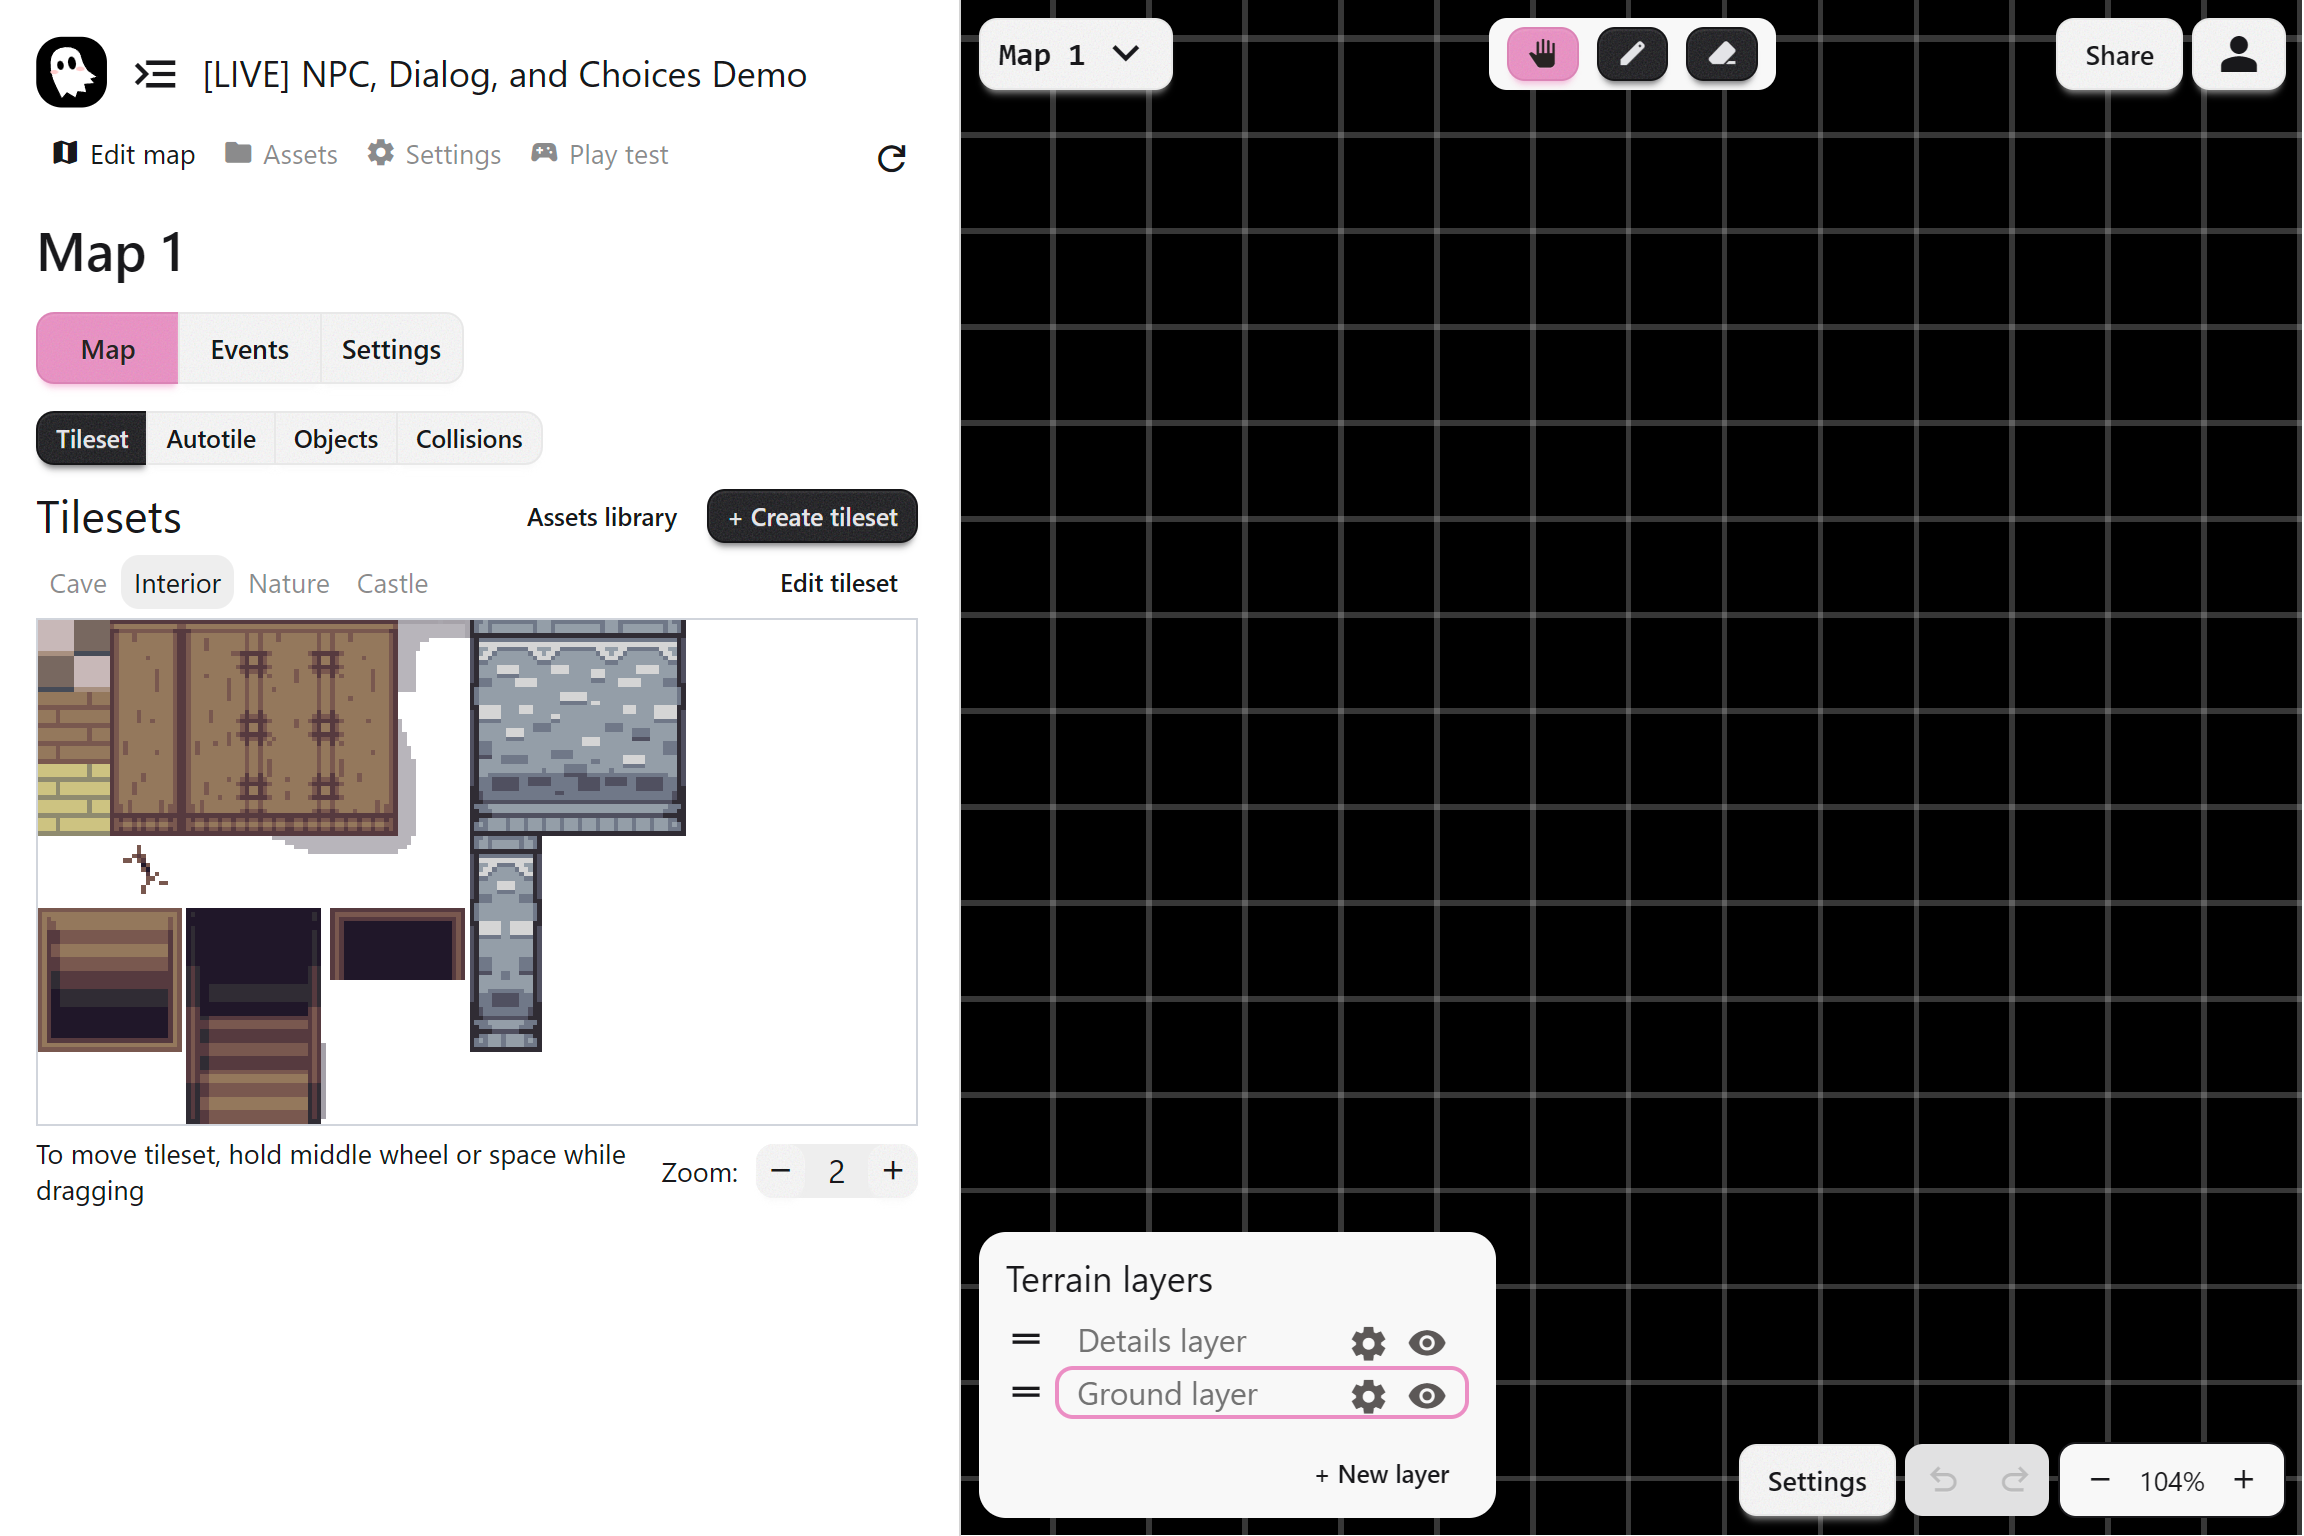 [LIVE] NPC, Dialog, and Choices Demo
Edit map
Assets
Settings
Play test
Map 1
Map
Events
Settings
Tileset
Autotile
Objects
Collisions
Tilesets
Assets library
+ Create tileset
Cave
Interior
Nature
Castle
Edit tileset
To move tileset, hold middle wheel or space while
dragging
Zoom:
− 2 +
Map 1
Share
Terrain layers
Details layer
Ground layer
+ New layer
Settings
− 104% +